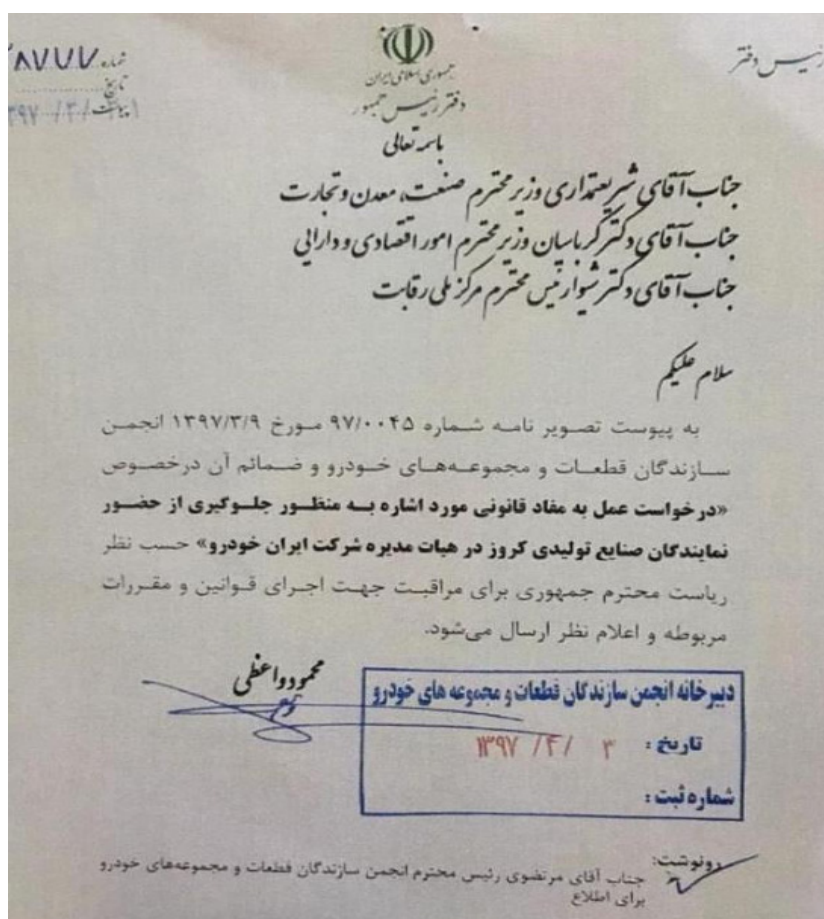 رئیس دفتر
جمهوری اسلامی ایران
دفتر رئیس جمهور
شماره ۸۷۷۷
تاریخ
پیوست
باسمه تعالی
جناب آقای شریعتمداری وزیر محترم صنعت، معدن و تجارت
جناب آقای دکتر کرباسیان وزیر محترم امور اقتصادی و دارایی
جناب آقای دکتر شیوا رئیس محترم مرکز ملی رقابت
سلام علیکم
به پیوست تصویر نامه شماره ۹۷/۰۰۴۵ مورخ ۱۳۹۷/۳/۹ انجمن
سازندگان قطعات و مجموعه‌های خودرو و ضمائم آن درخصوص
«درخواست عمل به مفاد قانونی مورد اشاره به منظور جلوگیری از حضور
نمایندگان صنایع تولیدی کروز در هیات مدیره شرکت ایران خودرو» حسب نظر
ریاست محترم جمهوری برای مراقبت جهت اجرای قوانین و مقررات
مربوطه و اعلام نظر ارسال می‌شود.
محمود واعظی
دبیرخانه انجمن سازندگان قطعات و مجموعه های خودرو
تاریخ : ۳ /۴/ ۱۳۹۷
شماره ثبت :
رونوشت:
جناب آقای مرتضوی رئیس محترم انجمن سازندگان قطعات و مجموعه‌های خودرو
برای اطلاع